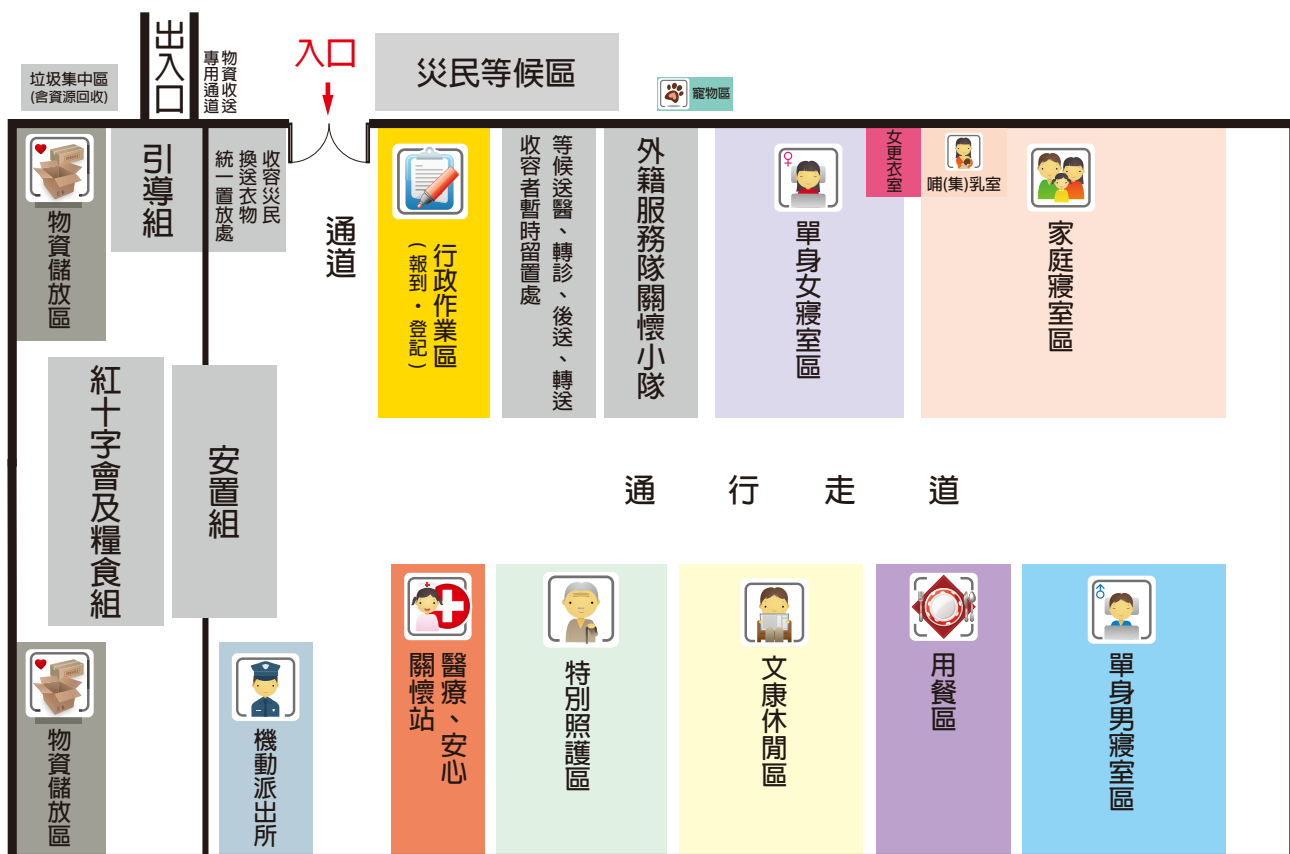 垃圾集中區
(含資源回收)
出入口
物資收送
專用通道
入口
災民等候區
寵物區
物資儲放區
引導組
收容災民
換送衣物
統一置放處
通道
行政作業區
(報到・登記)
等候送醫、轉診、後送、轉送
收容者暫時留置處
外籍服務隊關懷小隊
單身女寢室區
女更衣室
哺(集)乳室
家庭寢室區
紅十字會及糧食組
安置組
通行走道
物資儲放區
機動派出所
醫療、安心
關懷站
特別照護區
文康休閒區
用餐區
單身男寢室區